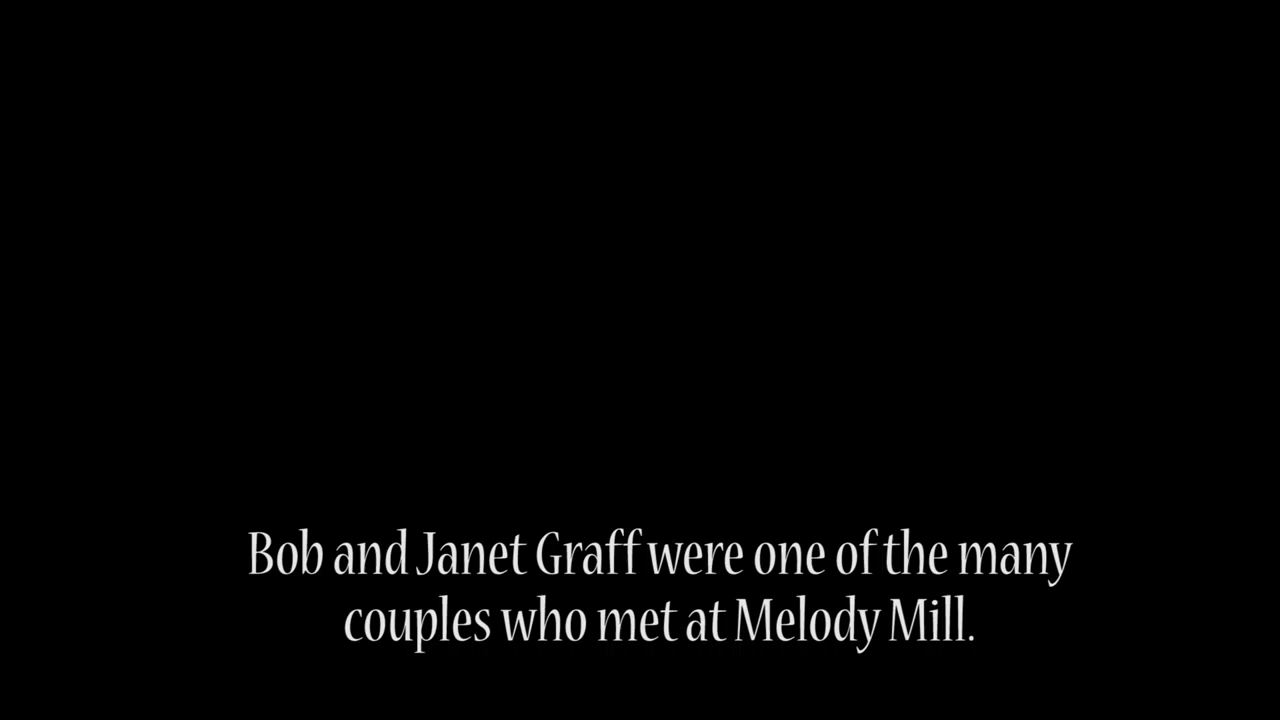 Bob and Janet Graff were one of the many
couples who met at Melody Mill.